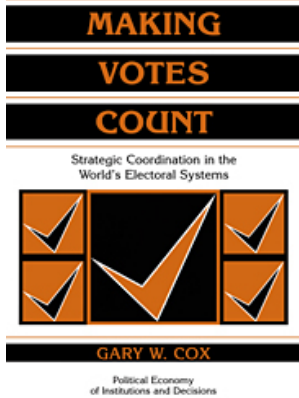 MAKING
VOTES
COUNT
Strategic Coordination in the
World's Electoral Systems
GARY W. COX
Political Economy
of Institutions and Decisions